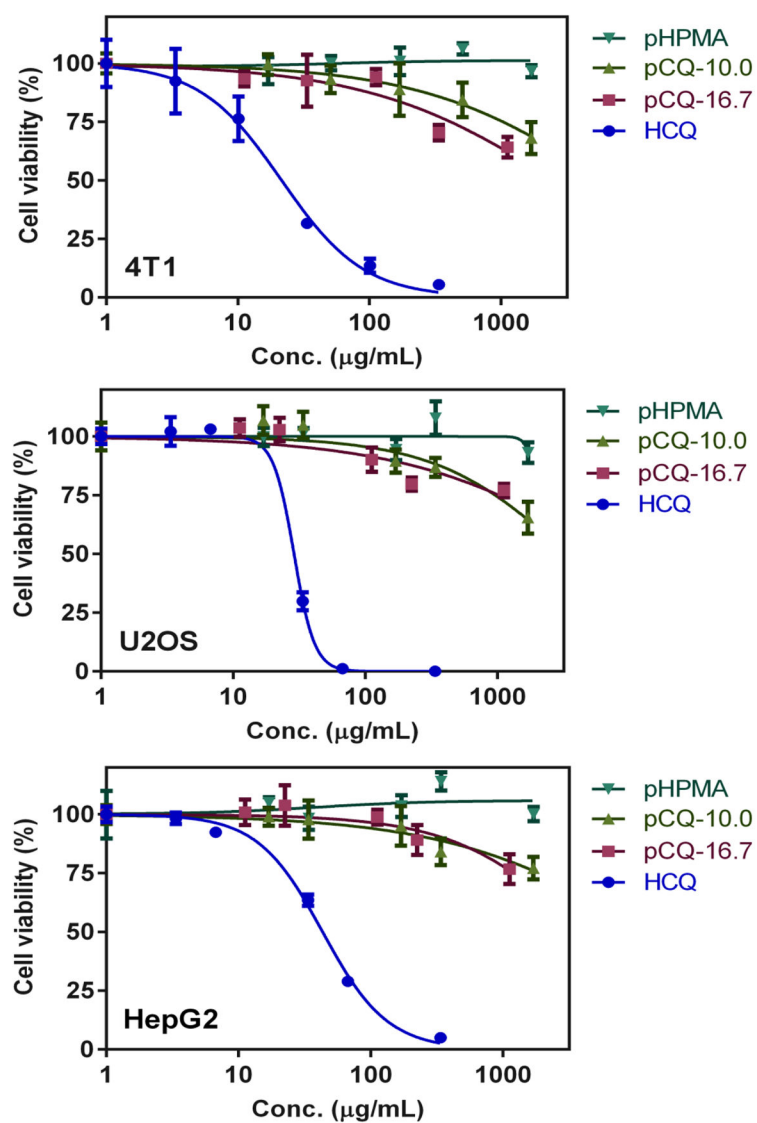 pHPMA
pCQ-10.0
pCQ-16.7
HCQ
Cell viability (%)
100
75
50
25
0
4T1
1 10 100 1000
Conc. (μg/mL)
pHPMA
pCQ-10.0
pCQ-16.7
HCQ
Cell viability (%)
100
75
50
25
0
U2OS
1 10 100 1000
Conc. (μg/mL)
pHPMA
pCQ-10.0
pCQ-16.7
HCQ
Cell viability (%)
100
75
50
25
0
HepG2
1 10 100 1000
Conc. (μg/mL)